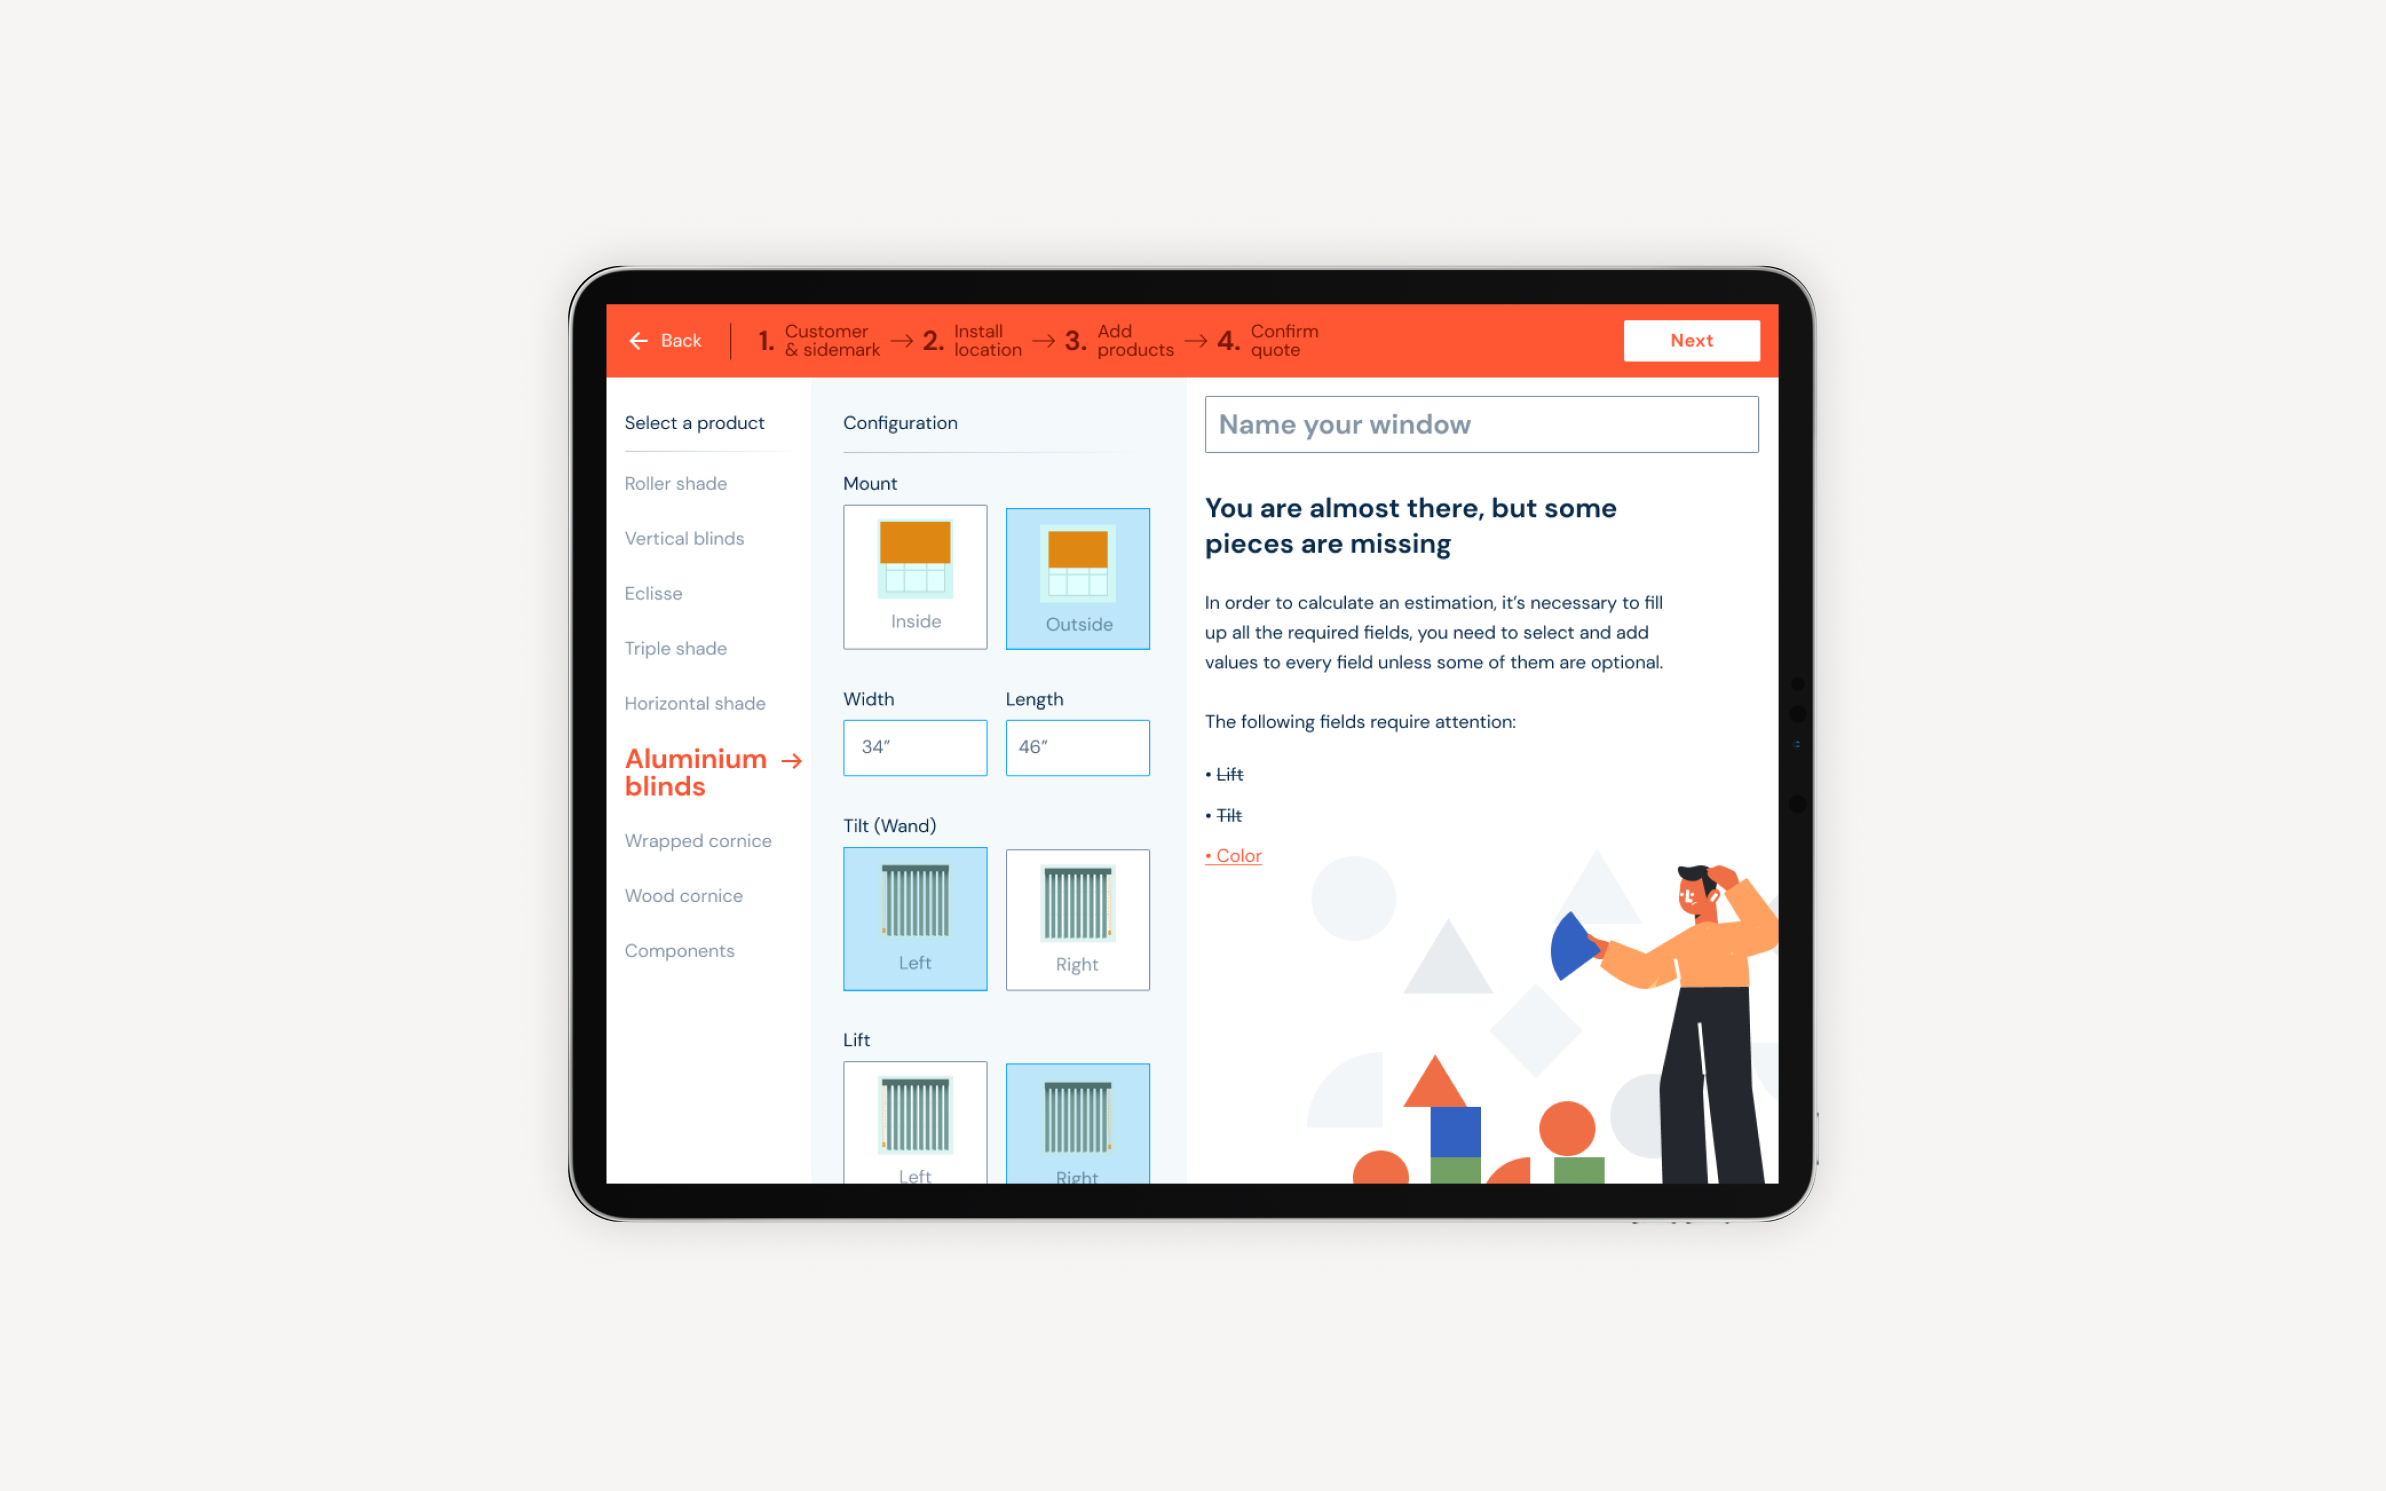 Back
1. Customer
& sidemark
2. Install
location
3. Add
products
4. Confirm
quote
Next
Select a product
Roller shade
Vertical blinds
Eclisse
Triple shade
Horizontal shade
Aluminium
blinds
Wrapped cornice
Wood cornice
Components
Configuration
Mount
Inside
Outside
Width
Length
34”
46”
Tilt (Wand)
Left
Right
Lift
Left
Right
Name your window
You are almost there, but some
pieces are missing
In order to calculate an estimation, it’s necessary to fill
up all the required fields, you need to select and add
values to every field unless some of them are optional.
The following fields require attention:
• Lift
• Tilt
• Color